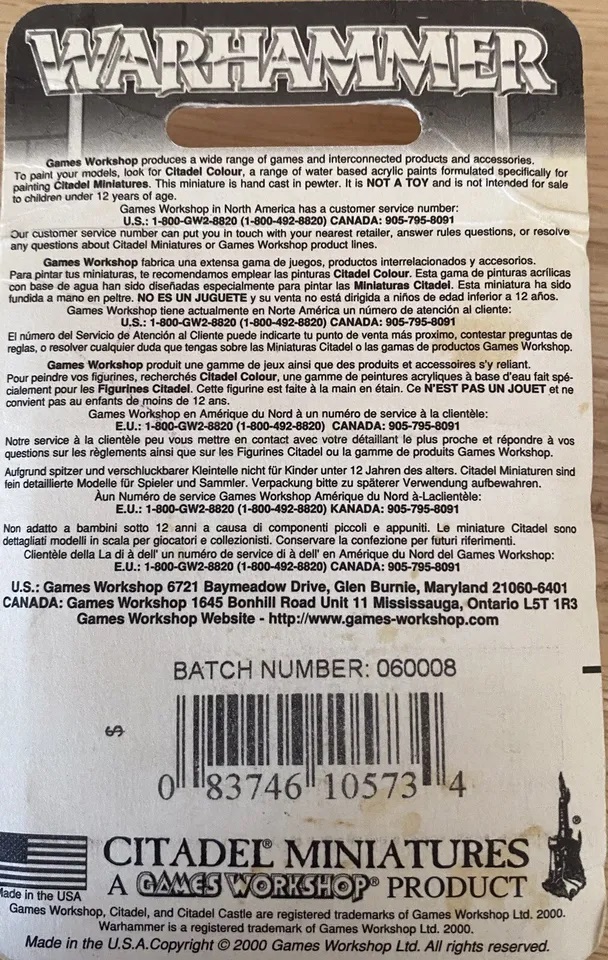 WARHAMMER
Games Workshop produces a wide range of games and interconnected products and accessories.
To paint your models, look for Citadel Colour, a range of water based acrylic paints formulated specifically for
painting Citadel Miniatures. This miniature is hand cast in pewter. It is NOT A TOY and is not intended for sale
to children under 12 years of age.
Games Workshop in North America has a customer service number:
U.S.: 1-800-GW2-8820 (1-800-492-8820) CANADA: 905-795-8091
Our customer service number can put you in touch with your nearest retailer, answer rules questions, or resolve
any questions about Citadel Miniatures or Games Workshop product lines.
Games Workshop fabrica una extensa gama de juegos, productos interrelacionados y accesorios.
Para pintar tus miniaturas, te recomendamos emplear las pinturas Citadel Colour. Esta gama de pinturas acrílicas
con base de agua han sido diseñadas especialmente para pintar las Miniaturas Citadel. Esta miniatura ha sido
fundida a mano en peltre. NO ES UN JUGUETE y su venta no está dirigida a niños de edad inferior a 12 años.
Games Workshop tiene actualmente en Norte América un número de atención al cliente:
U.S.: 1-800-GW2-8820 (1-800-492-8820) CANADA: 905-795-8091
El número del Servicio de Atención al Cliente puede indicarte tu punto de venta más proximo, contestar preguntas de
reglas, o resolver cualquier duda que tengas sobre las Miniaturas Citadel o las gamas de productos Games Workshop.
Games Workshop produit une gamme de jeux ainsi que des produits et accessoires s'y reliant.
Pour peindre vos figurines, recherchés Citadel Colour, une gamme de peintures acryliques à base d'eau fait spé-
cialement pour les Figurines Citadel. Cette figurine est faite à la main en étain. Ce N'EST PAS UN JOUET et ne
convient pas au enfants de moins de 12 ans.
Games Workshop en Amérique du Nord à un numéro de service à la clientèle:
E.U.: 1-800-GW2-8820 (1-800-492-8820) CANADA: 905-795-8091
Notre service à la clientèle peu vous mettre en contact avec votre détaillant le plus proche et répondre à vos
questions sur les règlements ainsi que sur les Figurines Citadel ou la gamme de produits Games Workshop.
Aufgrund spitzer und verschluckbarer Kleinteile nicht für Kinder unter 12 Jahren des alters. Citadel Miniaturen sind
fein detaillierte Modelle für Spieler und Sammler. Verpackung bitte zu späterer Verwendung aufbewahren.
Àun Numéro de service Games Workshop Amérique du Nord à-Laclientèle:
E.U.: 1-800-GW2-8820 (1-800-492-8820) KANADA: 905-795-8091
Non adatto a bambini sotto 12 anni a causa di componenti piccoli e appuniti. Le miniature Citadel sono
dettagliati modelli in scala per giocatori e collezionisti. Conservare la confezione per futuri riferimenti.
Clientèle della La di à dell' un numéro de service di à dell' en Amérique du Nord del Games Workshop:
E.U.: 1-800-GW2-8820 (1-800-492-8820) CANADA: 905-795-8091
U.S.: Games Workshop 6721 Baymeadow Drive, Glen Burnie, Maryland 21060-6401
CANADA: Games Workshop 1645 Bonhill Road Unit 11 Mississauga, Ontario L5T 1R3
Games Workshop Website - http://www.games-workshop.com
BATCH NUMBER: 060008
$
0 83746 10573 4
CITADEL® MINIATURES ®
A GAMES WORKSHOP® PRODUCT
Made in the USA
Games Workshop, Citadel, and Citadel Castle are registered trademarks of Games Workshop Ltd. 2000.
Warhammer is a registered trademark of Games Workshop Ltd. 2000.
Made in the U.S.A.Copyright © 2000 Games Workshop Ltd. All rights reserved.